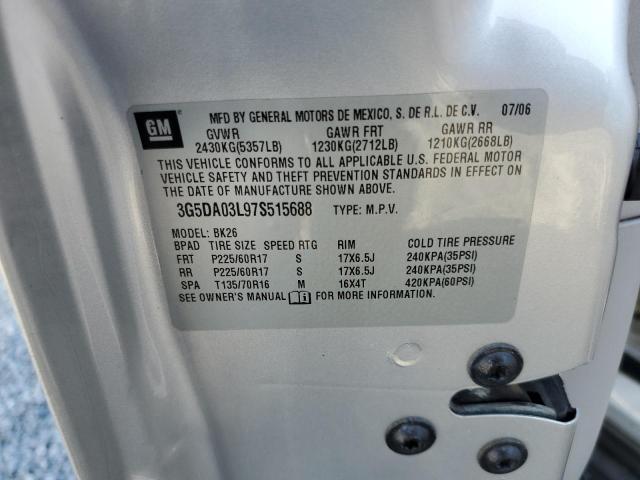 GM
MFD BY GENERAL MOTORS DE MEXICO, S. DE R.L. DE C.V. 07/06
GVWR GAWR FRT GAWR RR
2430KG(5357LB) 1230KG(2712LB) 1210KG(2668LB)
THIS VEHICLE CONFORMS TO ALL APPLICABLE U.S. FEDERAL MOTOR
VEHICLE SAFETY AND THEFT PREVENTION STANDARDS IN EFFECT ON
THE DATE OF MANUFACTURE SHOWN ABOVE.
3G5DA03L97S515688 TYPE: M.P.V.
MODEL: BK26
BPAD TIRE SIZE SPEED RTG RIM COLD TIRE PRESSURE
FRT P225/60R17 S 17X6.5J 240KPA(35PSI)
RR P225/60R17 S 17X6.5J 240KPA(35PSI)
SPA T135/70R16 M 16X4T 420KPA(60PSI)
SEE OWNER'S MANUAL FOR MORE INFORMATION.